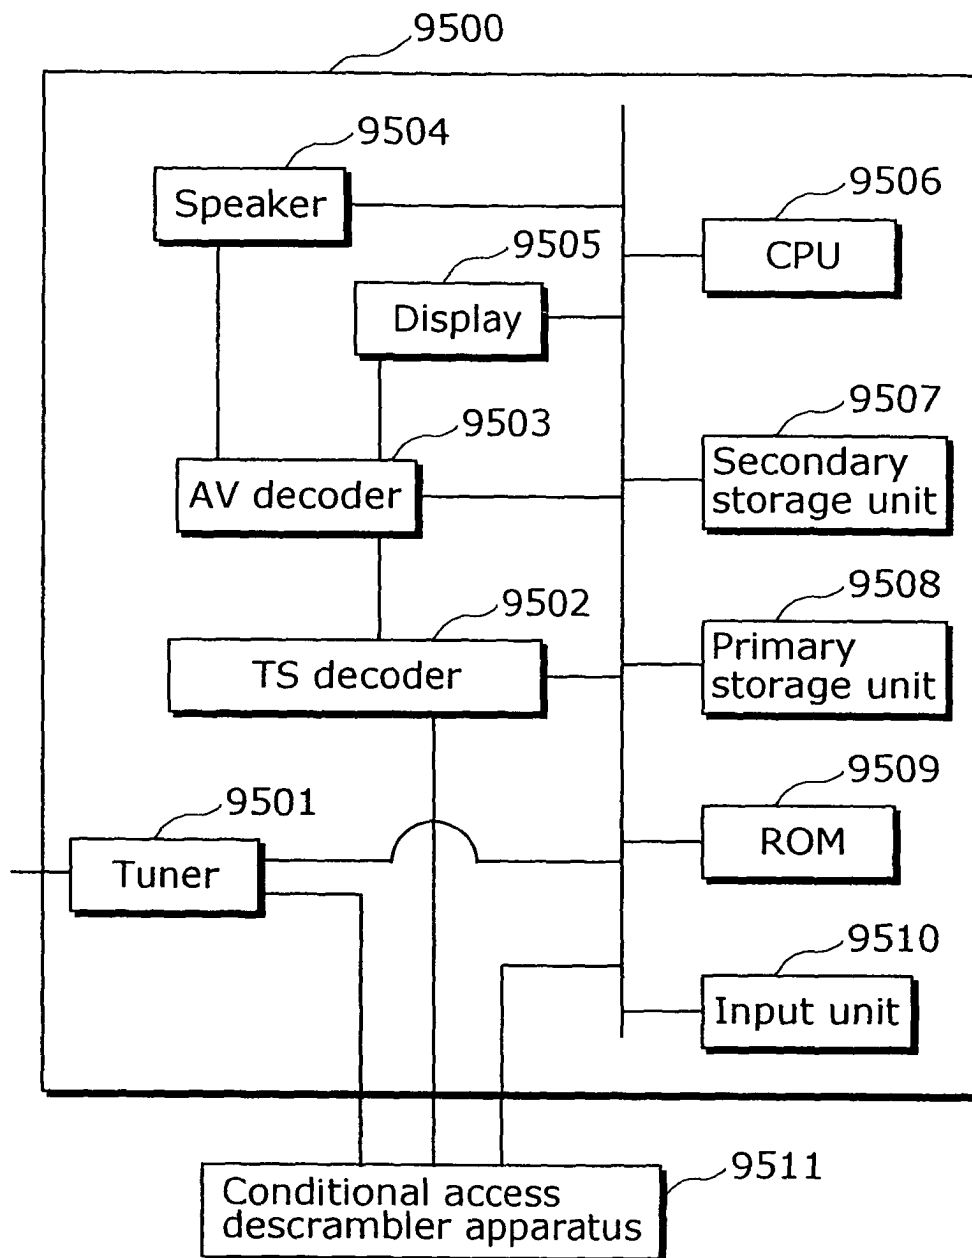 9500
9504
Speaker
9506
CPU
9505
Display
9503
AV decoder
9507
Secondary
storage unit
9502
TS decoder
9508
Primary
storage unit
9501
Tuner
9509
ROM
9510
Input unit
9511
Conditional access
descrambler apparatus